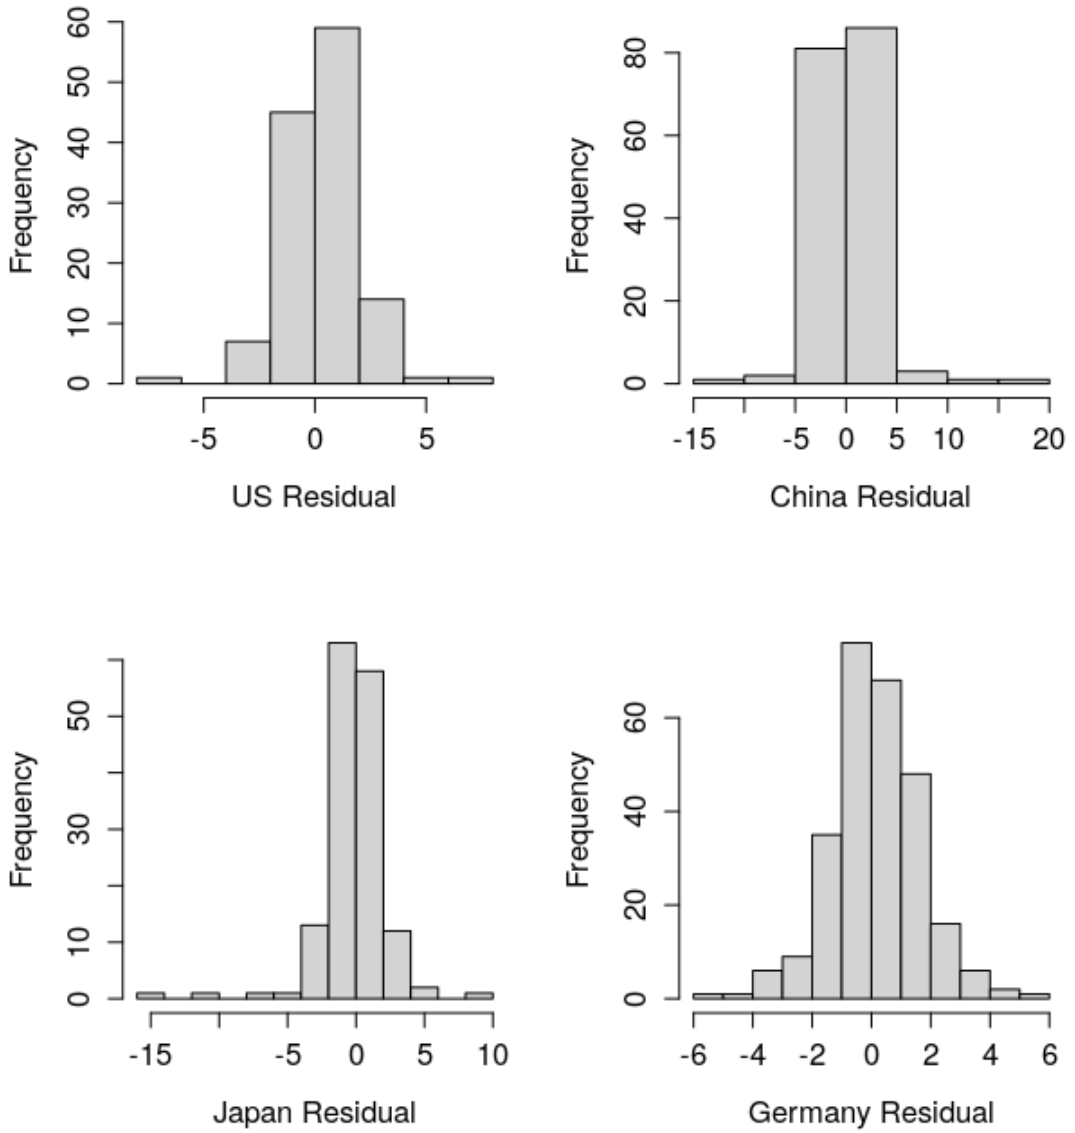 Frequency
0 10 20 30 40 50 60
-5 0 5
US Residual
Frequency
0 20 40 60 80
-15 -5 0 5 10 20
China Residual
Frequency
0 10 30 50
-15 -5 0 5 10
Japan Residual
Frequency
0 20 40 60
-6 -4 -2 0 2 4 6
Germany Residual